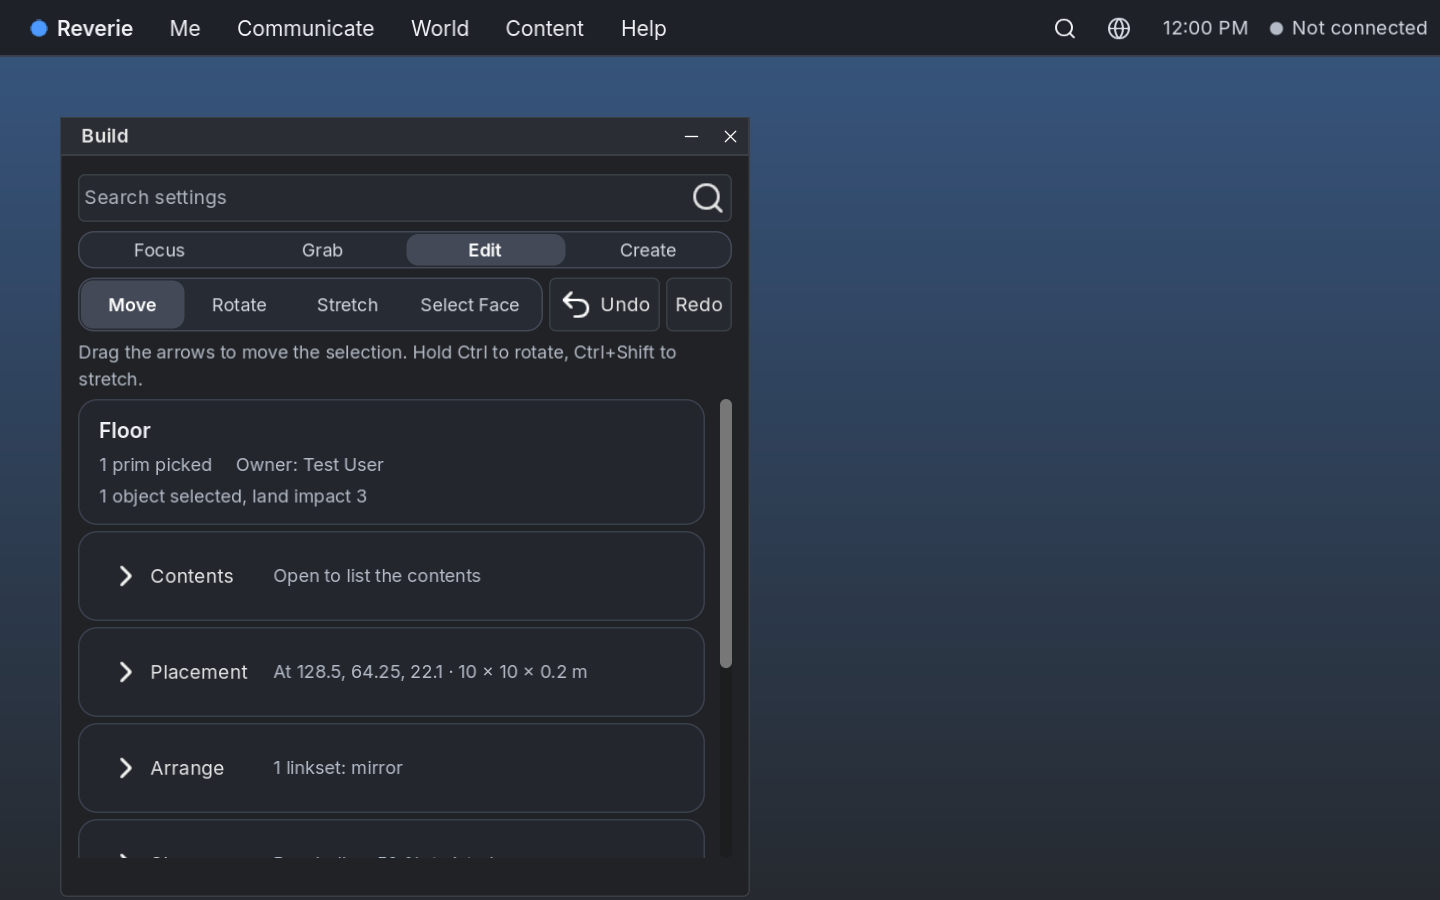 Reverie Me Communicate World Content Help 12:00 PM Not connected
Build
Search settings
Focus Grab Edit Create
Move Rotate Stretch Select Face Undo Redo
Drag the arrows to move the selection. Hold Ctrl to rotate, Ctrl+Shift to
stretch.
Floor
1 prim picked Owner: Test User
1 object selected, land impact 3
Contents Open to list the contents
Placement At 128.5, 64.25, 22.1 · 10 × 10 × 0.2 m
Arrange 1 linkset: mirror